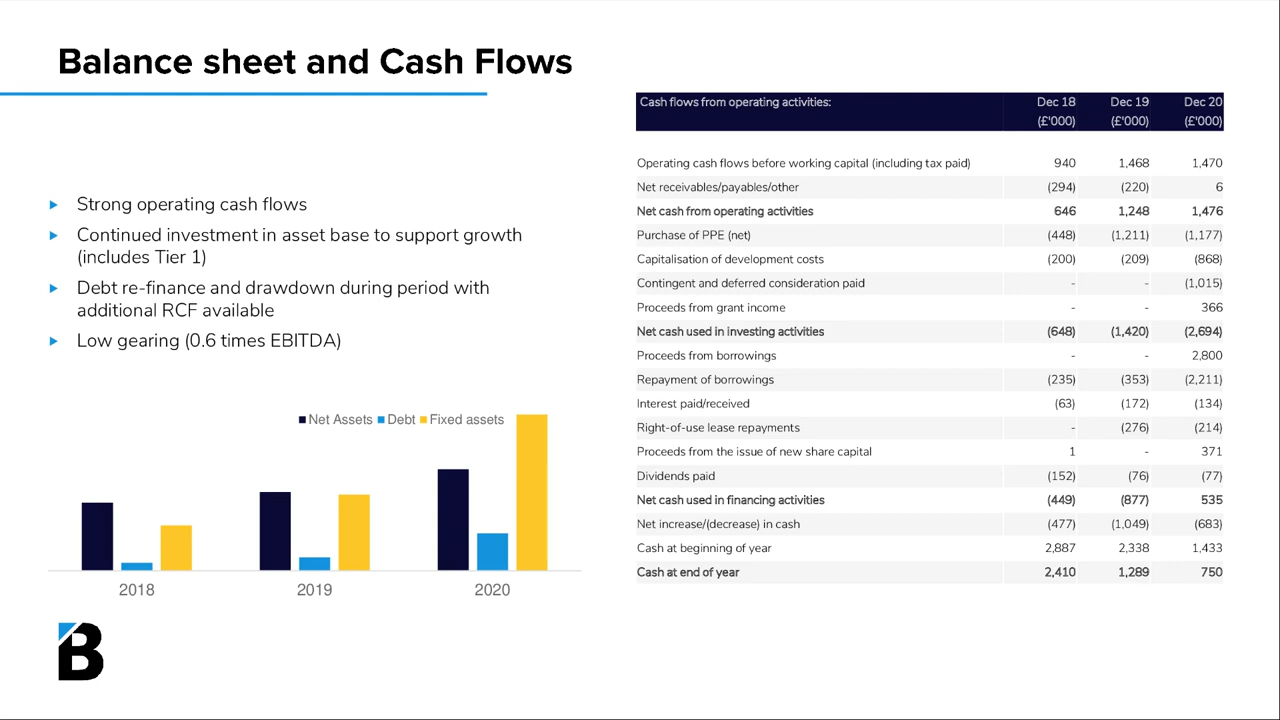 Balance sheet and Cash Flows
Strong operating cash flows
Continued investment in asset base to support growth
(includes Tier 1)
Debt re-finance and drawdown during period with
additional RCF available
Low gearing (0.6 times EBITDA)
Net Assets Debt Fixed assets
2018 2019 2020
B
Cash flows from operating activities: Dec 18 Dec 19 Dec 20
(£'000) (£'000) (£'000)
Operating cash flows before working capital (including tax paid) 940 1,468 1,470
Net receivables/payables/other (294) (220) 6
Net cash from operating activities 646 1,248 1,476
Purchase of PPE (net) (448) (1,211) (1,177)
Capitalisation of development costs (200) (209) (868)
Contingent and deferred consideration paid - - (1,015)
Proceeds from grant income - - 366
Net cash used in investing activities (648) (1,420) (2,694)
Proceeds from borrowings - - 2,800
Repayment of borrowings (235) (353) (2,211)
Interest paid/received (63) (172) (134)
Right-of-use lease repayments - (276) (214)
Proceeds from the issue of new share capital 1 - 371
Dividends paid (152) (76) (77)
Net cash used in financing activities (449) (877) 535
Net increase/(decrease) in cash (477) (1,049) (683)
Cash at beginning of year 2,887 2,338 1,433
Cash at end of year 2,410 1,289 750